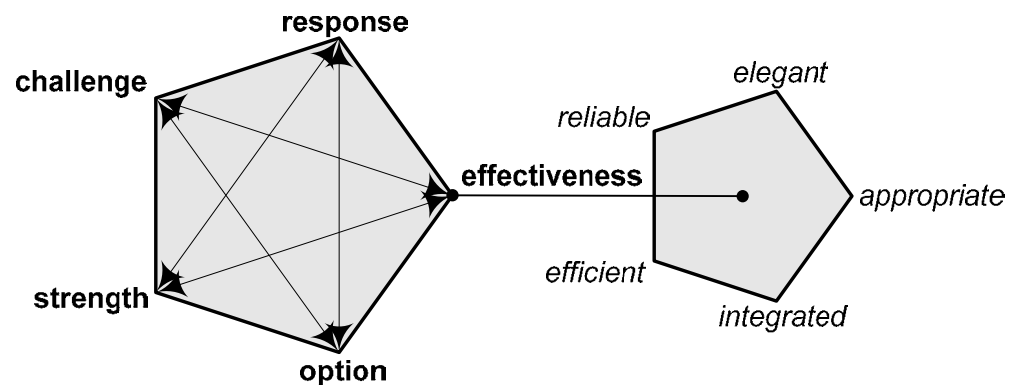 response
challenge
elegant
reliable
effectiveness
appropriate
efficient
strength
integrated
option